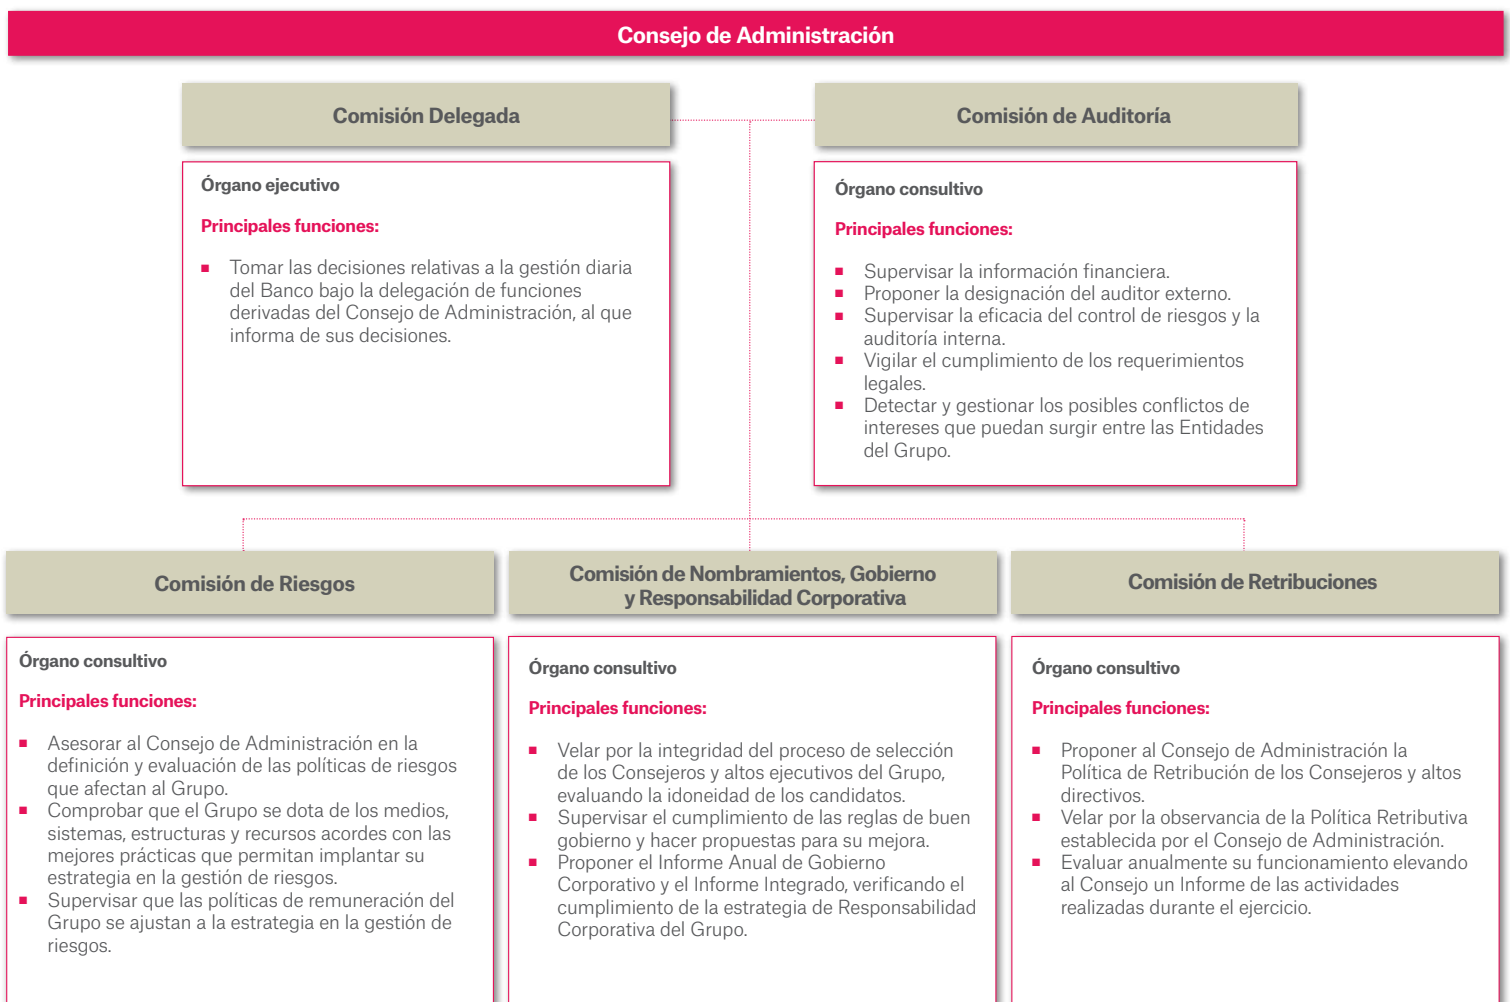 Consejo de Administración
Comisión Delegada
Órgano ejecutivo
Principales funciones:
▪ Tomar las decisiones relativas a la gestión diaria
del Banco bajo la delegación de funciones
derivadas del Consejo de Administración, al que
informa de sus decisiones.
Comisión de Auditoría
Órgano consultivo
Principales funciones:
▪ Supervisar la información financiera.
▪ Proponer la designación del auditor externo.
▪ Supervisar la eficacia del control de riesgos y la
auditoría interna.
▪ Vigilar el cumplimiento de los requerimientos
legales.
▪ Detectar y gestionar los posibles conflictos de
intereses que puedan surgir entre las Entidades
del Grupo.
Comisión de Riesgos
Órgano consultivo
Principales funciones:
▪ Asesorar al Consejo de Administración en la
definición y evaluación de las políticas de riesgos
que afectan al Grupo.
▪ Comprobar que el Grupo se dota de los medios,
sistemas, estructuras y recursos acordes con las
mejores prácticas que permitan implantar su
estrategia en la gestión de riesgos.
▪ Supervisar que las políticas de remuneración del
Grupo se ajustan a la estrategia en la gestión de
riesgos.
Comisión de Nombramientos, Gobierno
y Responsabilidad Corporativa
Órgano consultivo
Principales funciones:
▪ Velar por la integridad del proceso de selección
de los Consejeros y altos ejecutivos del Grupo,
evaluando la idoneidad de los candidatos.
▪ Supervisar el cumplimiento de las reglas de buen
gobierno y hacer propuestas para su mejora.
▪ Proponer el Informe Anual de Gobierno
Corporativo y el Informe Integrado, verificando el
cumplimiento de la estrategia de Responsabilidad
Corporativa del Grupo.
Comisión de Retribuciones
Órgano consultivo
Principales funciones:
▪ Proponer al Consejo de Administración la
Política de Retribución de los Consejeros y altos
directivos.
▪ Velar por la observancia de la Política Retributiva
establecida por el Consejo de Administración.
▪ Evaluar anualmente su funcionamiento elevando
al Consejo un Informe de las actividades
realizadas durante el ejercicio.